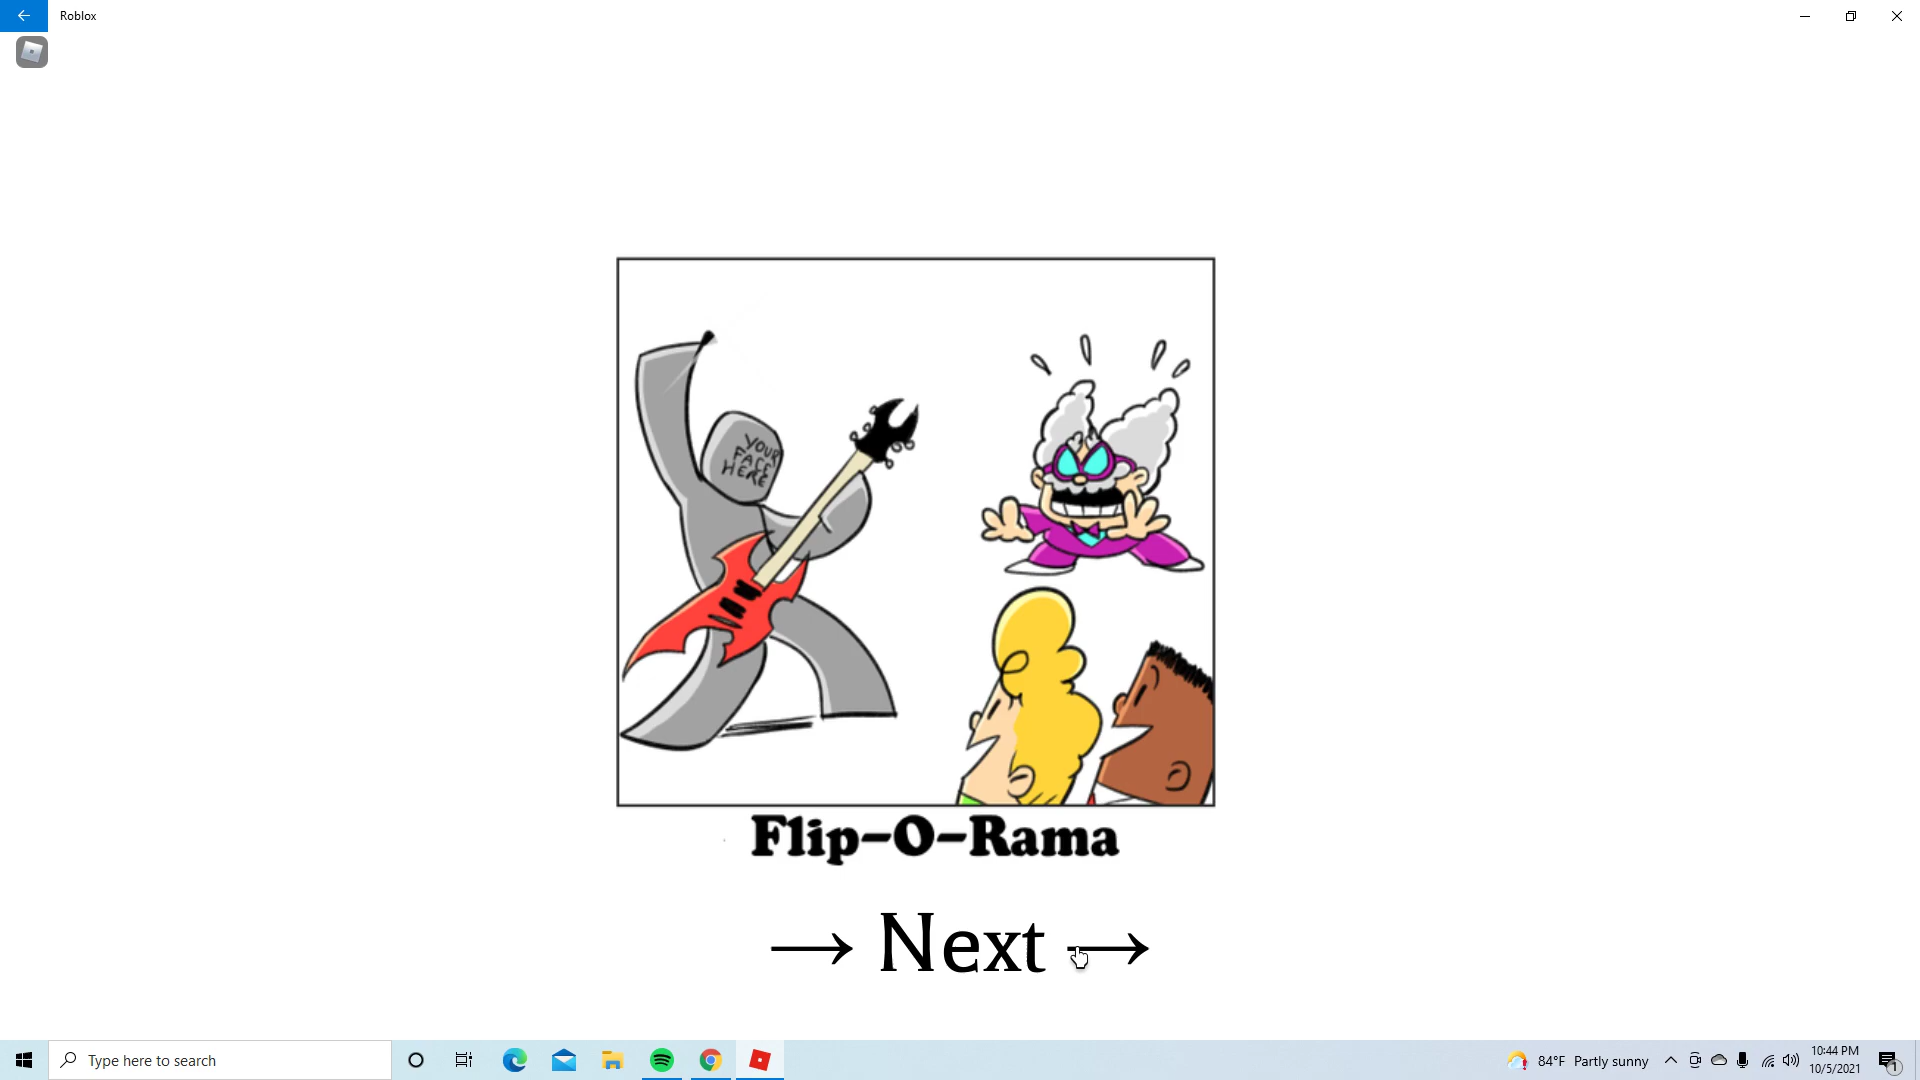 Roblox
YOUR
FACE
HERE
Flip-O-Rama
→ Next →
Type here to search
84°F Partly sunny
10:44 PM
10/5/2021
1